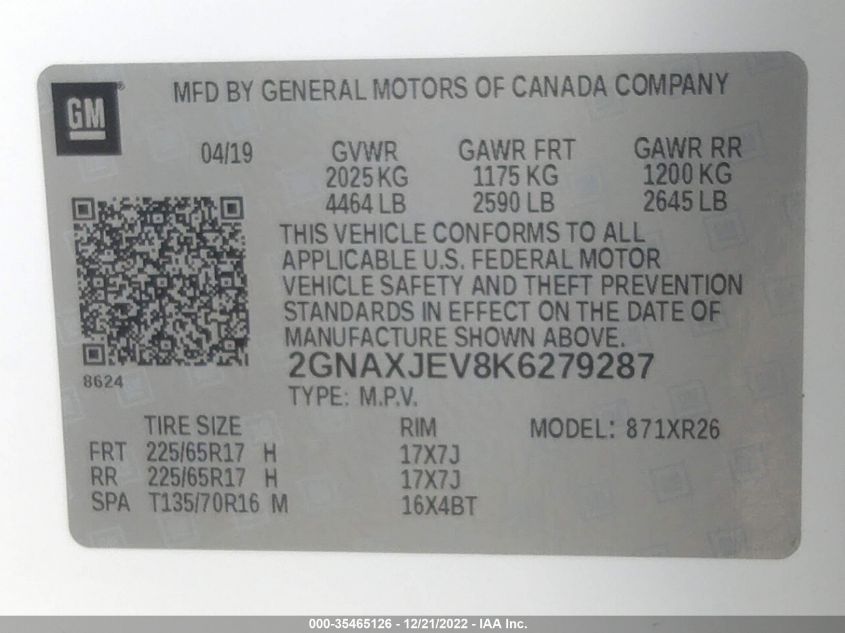 GM®
MFD BY GENERAL MOTORS OF CANADA COMPANY
04/19 GVWR GAWR FRT GAWR RR
2025 KG 1175 KG 1200 KG
4464 LB 2590 LB 2645 LB
THIS VEHICLE CONFORMS TO ALL
APPLICABLE U.S. FEDERAL MOTOR
VEHICLE SAFETY AND THEFT PREVENTION
STANDARDS IN EFFECT ON THE DATE OF
MANUFACTURE SHOWN ABOVE.
8624
2GNAXJEV8K6279287
TYPE: M.P.V.
TIRE SIZE RIM MODEL: 871XR26
FRT 225/65R17 H 17X7J
RR 225/65R17 H 17X7J
SPA T135/70R16 M 16X4BT
000-35465126 - 12/21/2022 - IAA Inc.